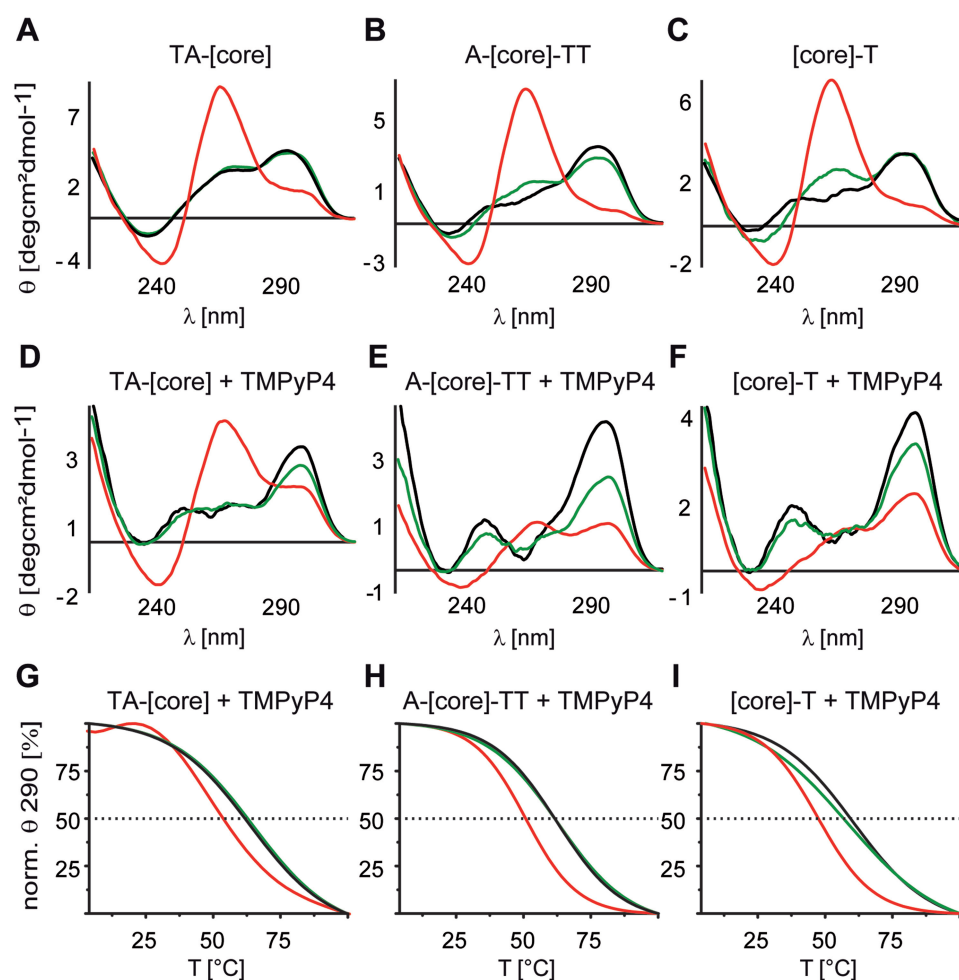 A
TA-[core]
B
A-[core]-TT
C
[core]-T
θ [degcm²dmol-1]
7
2
-4
240
290
λ [nm]
5
1
-3
240
290
λ [nm]
6
2
-2
240
290
λ [nm]
D
TA-[core] + TMPyP4
E
A-[core]-TT + TMPyP4
F
[core]-T + TMPyP4
θ [degcm²dmol-1]
3
1
-2
240
290
λ [nm]
3
1
-1
240
290
λ [nm]
4
2
-1
240
290
λ [nm]
G
TA-[core] + TMPyP4
H
A-[core]-TT + TMPyP4
I
[core]-T + TMPyP4
norm. θ 290 [%]
75
50
25
25
75
T [°C]
75
50
25
25
75
T [°C]
75
50
25
25
75
T [°C]